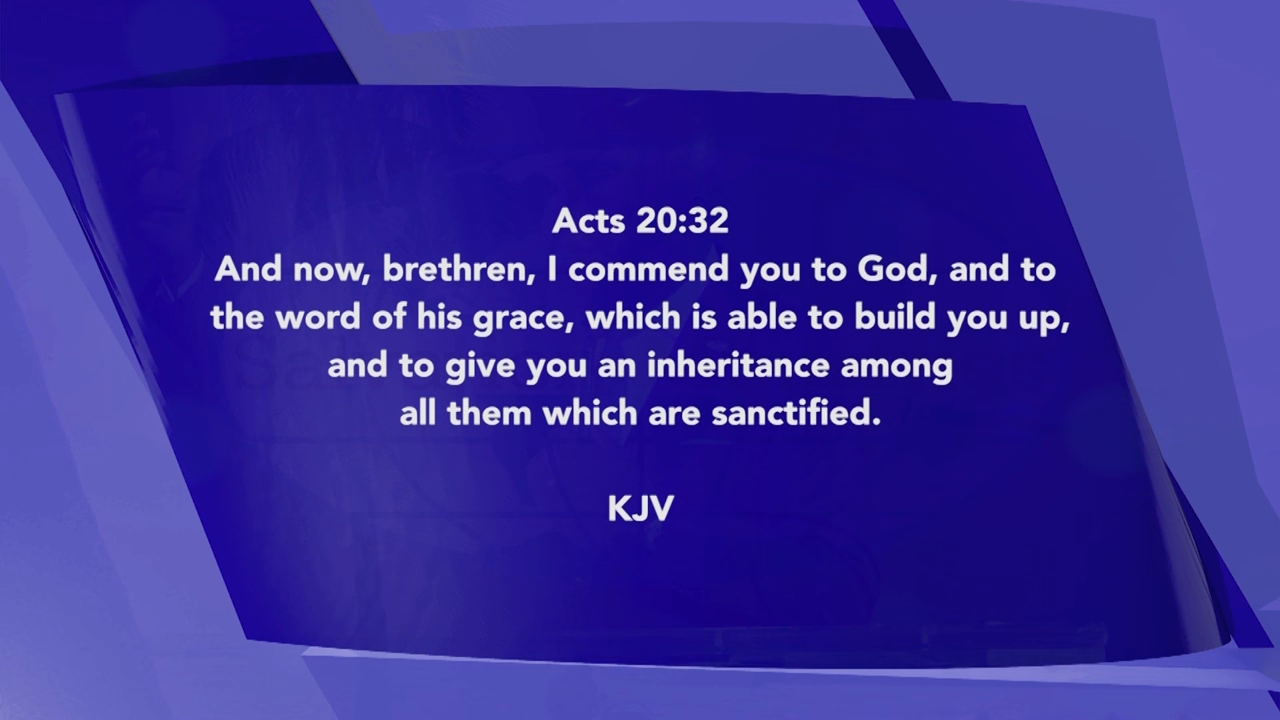 Acts 20:32
And now, brethren, I commend you to God, and to
the word of his grace, which is able to build you up,
and to give you an inheritance among
all them which are sanctified.
KJV